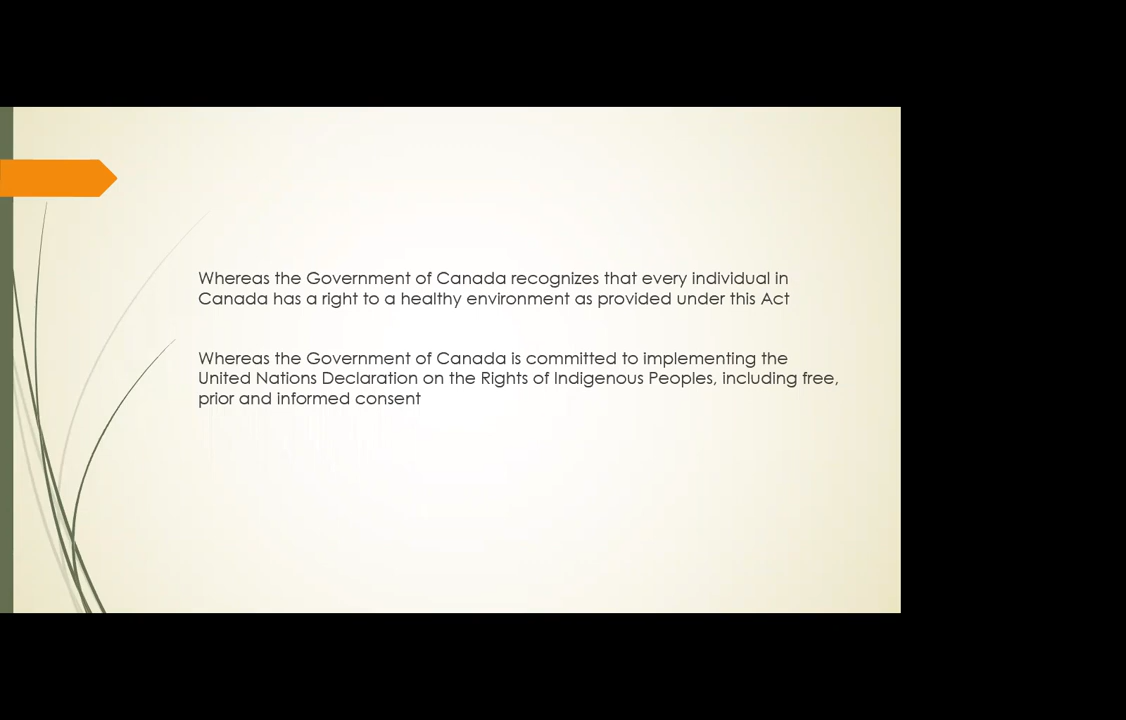 Whereas the Government of Canada recognizes that every individual in
Canada has a right to a healthy environment as provided under this Act
Whereas the Government of Canada is committed to implementing the
United Nations Declaration on the Rights of Indigenous Peoples, including free,
prior and informed consent